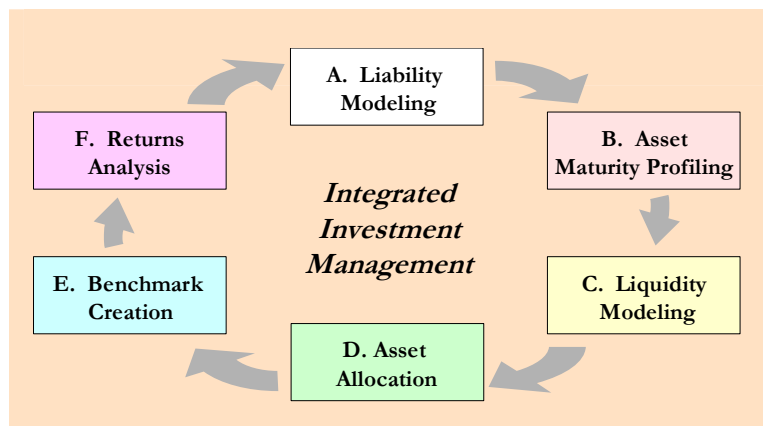 A. Liability
Modeling
B. Asset
Maturity Profiling
C. Liquidity
Modeling
D. Asset
Allocation
E. Benchmark
Creation
F. Returns
Analysis
Integrated
Investment
Management